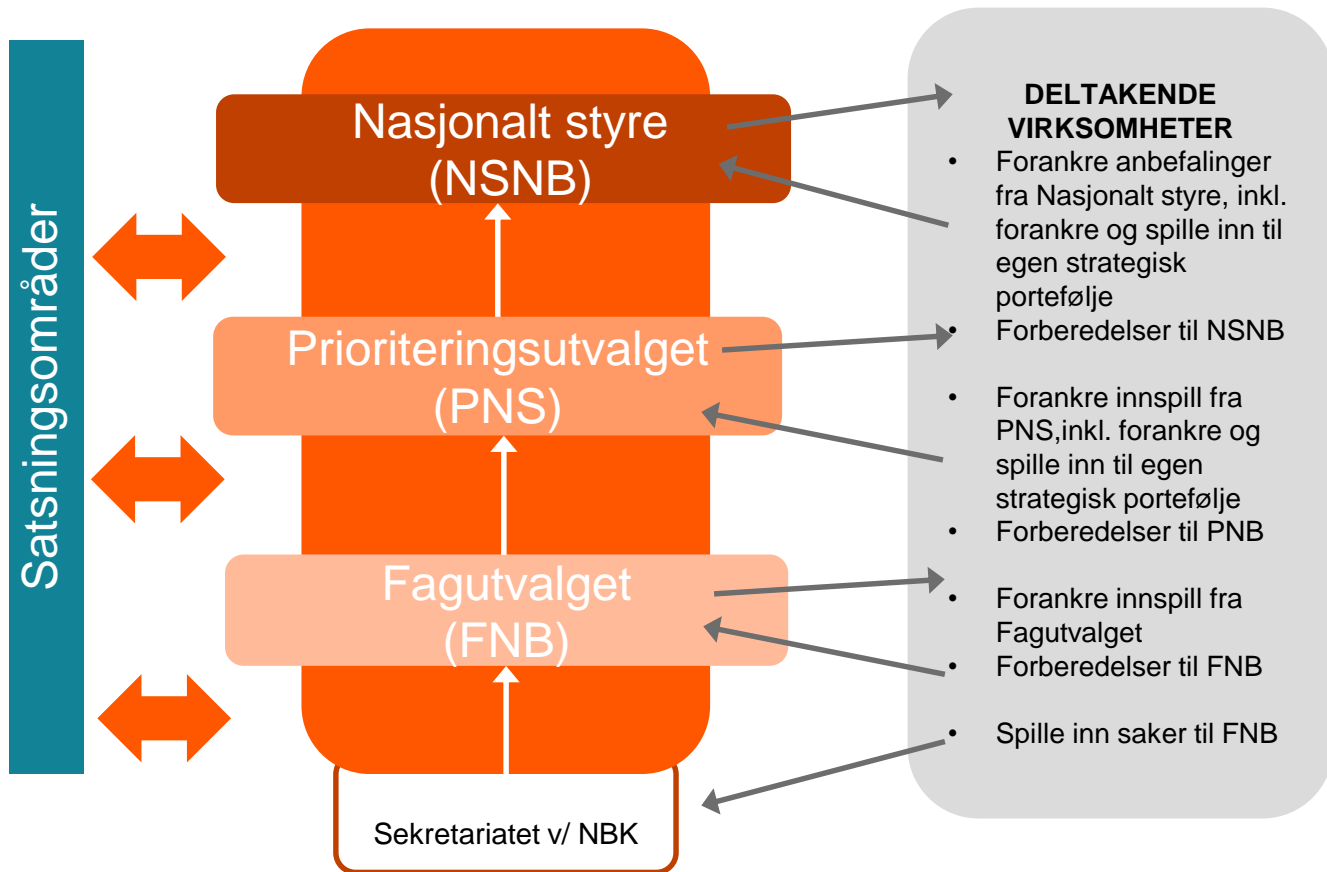 Satsningsområder
Nasjonalt styre
(NSNB)
Prioriteringsutvalget
(PNS)
Fagutvalget
(FNB)
Sekretariatet v/ NBK
DELTAKENDE
VIRKSOMHETER
• Forankre anbefalinger
fra Nasjonalt styre, inkl.
forankre og spille inn til
egen strategisk
portefølje
• Forberedelser til NSNB
• Forankre innspill fra
PNS,inkl. forankre og
spille inn til egen
strategisk portefølje
• Forberedelser til PNB
• Forankre innspill fra
Fagutvalget
• Forberedelser til FNB
• Spille inn saker til FNB